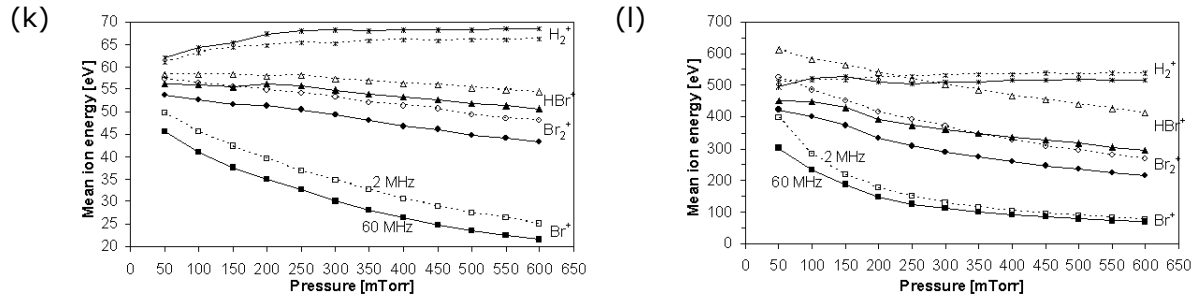 (k)
Mean ion energy [eV]
70
65
60
55
50
45
40
35
30
25
20
H₂⁺
HBr⁺
Br₂⁺
2 MHz
60 MHz
Br⁺
0 50 100 150 200 250 300 350 400 450 500 550 600 650
Pressure [mTorr]
(l)
Mean ion energy [eV]
700
600
500
400
300
200
100
0
H₂⁺
HBr⁺
Br₂⁺
2 MHz
60 MHz
Br⁺
0 50 100 150 200 250 300 350 400 450 500 550 600 650
Pressure [mTorr]